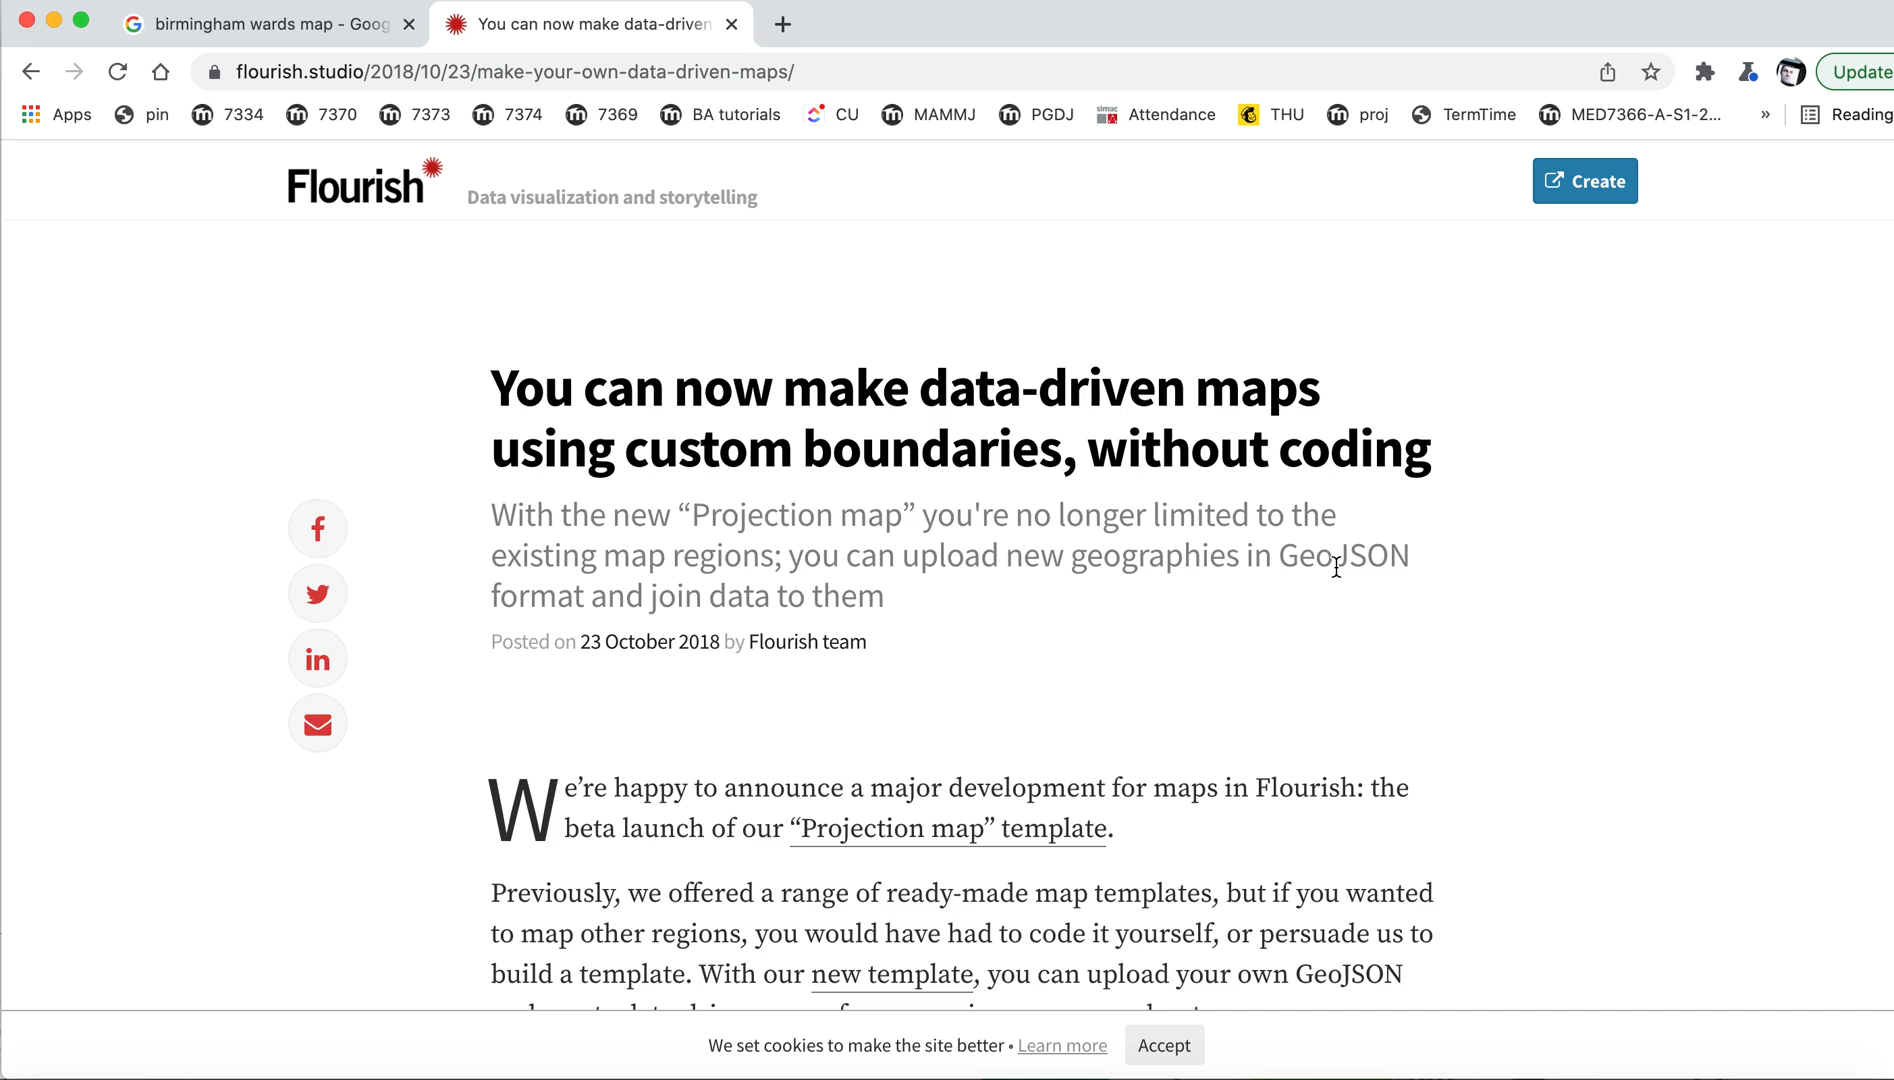 birmingham wards map - Goog
You can now make data-driven
flourish.studio/2018/10/23/make-your-own-data-driven-maps/
Update
Apps pin 7334 7370 7373 7374 7369 BA tutorials CU MAMMJ PGDJ simac Attendance THU proj TermTime MED7366-A-S1-2... » Reading
Flourish
Data visualization and storytelling
Create
You can now make data-driven maps
using custom boundaries, without coding
With the new “Projection map” you're no longer limited to the
existing map regions; you can upload new geographies in GeoJSON
format and join data to them
Posted on 23 October 2018 by Flourish team
We’re happy to announce a major development for maps in Flourish: the
beta launch of our “Projection map” template.
Previously, we offered a range of ready-made map templates, but if you wanted
to map other regions, you would have had to code it yourself, or persuade us to
build a template. With our new template, you can upload your own GeoJSON
We set cookies to make the site better • Learn more Accept